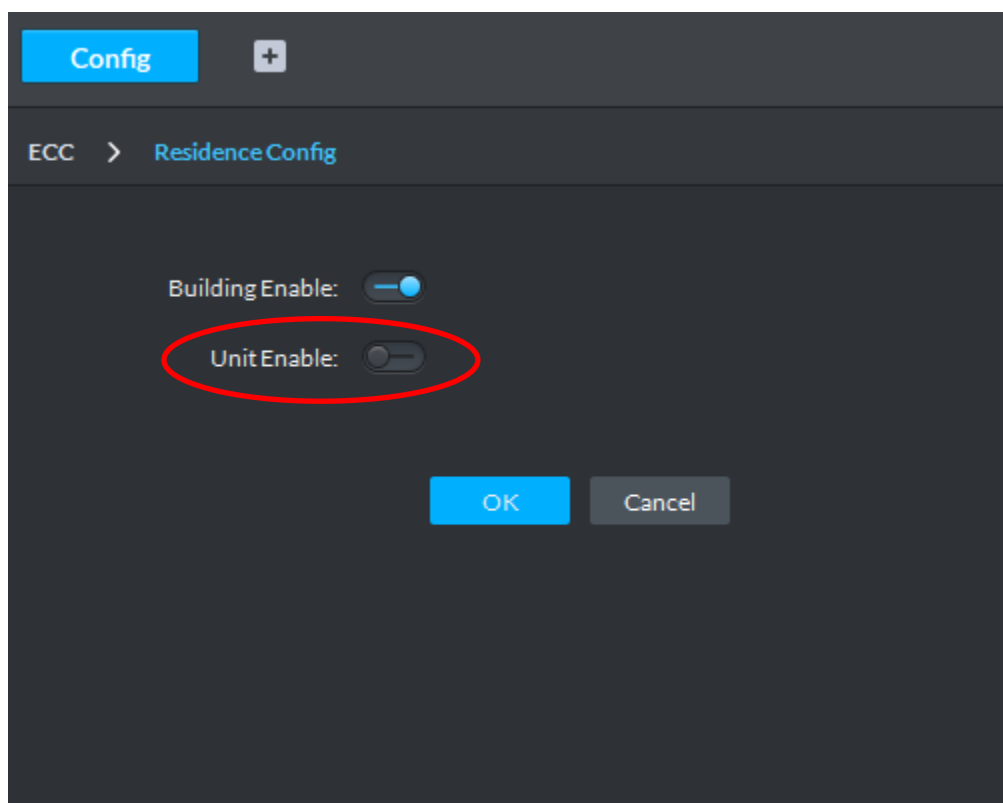 Config
ECC > Residence Config
Building Enable:
Unit Enable:
OK Cancel